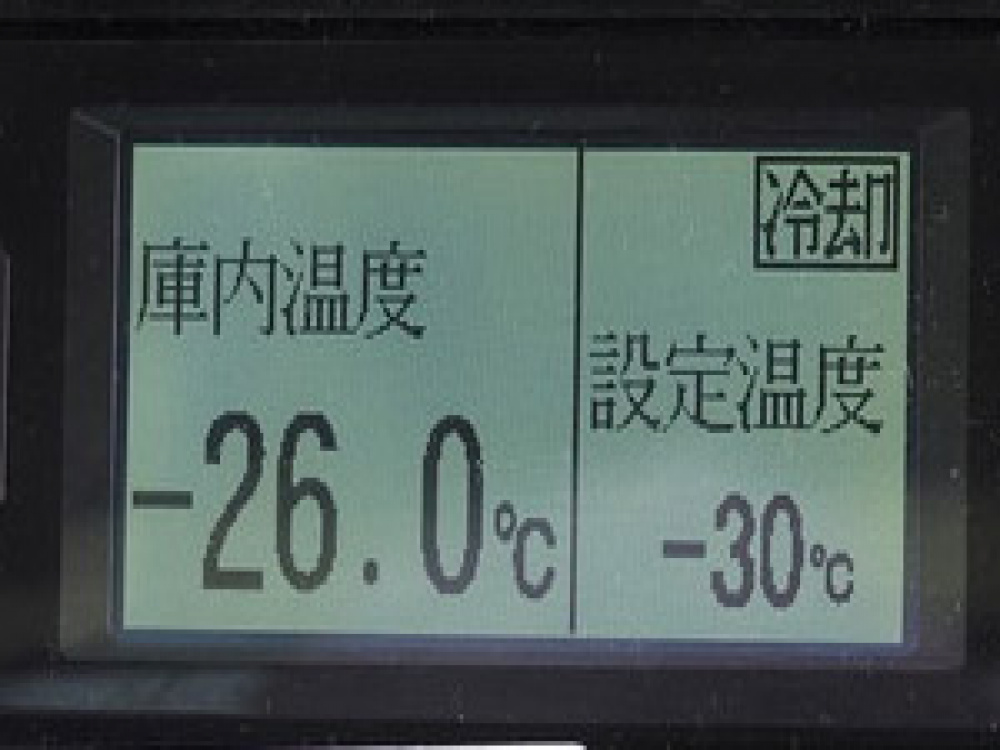 庫内温度
-26.0℃
冷却
設定温度
-30℃